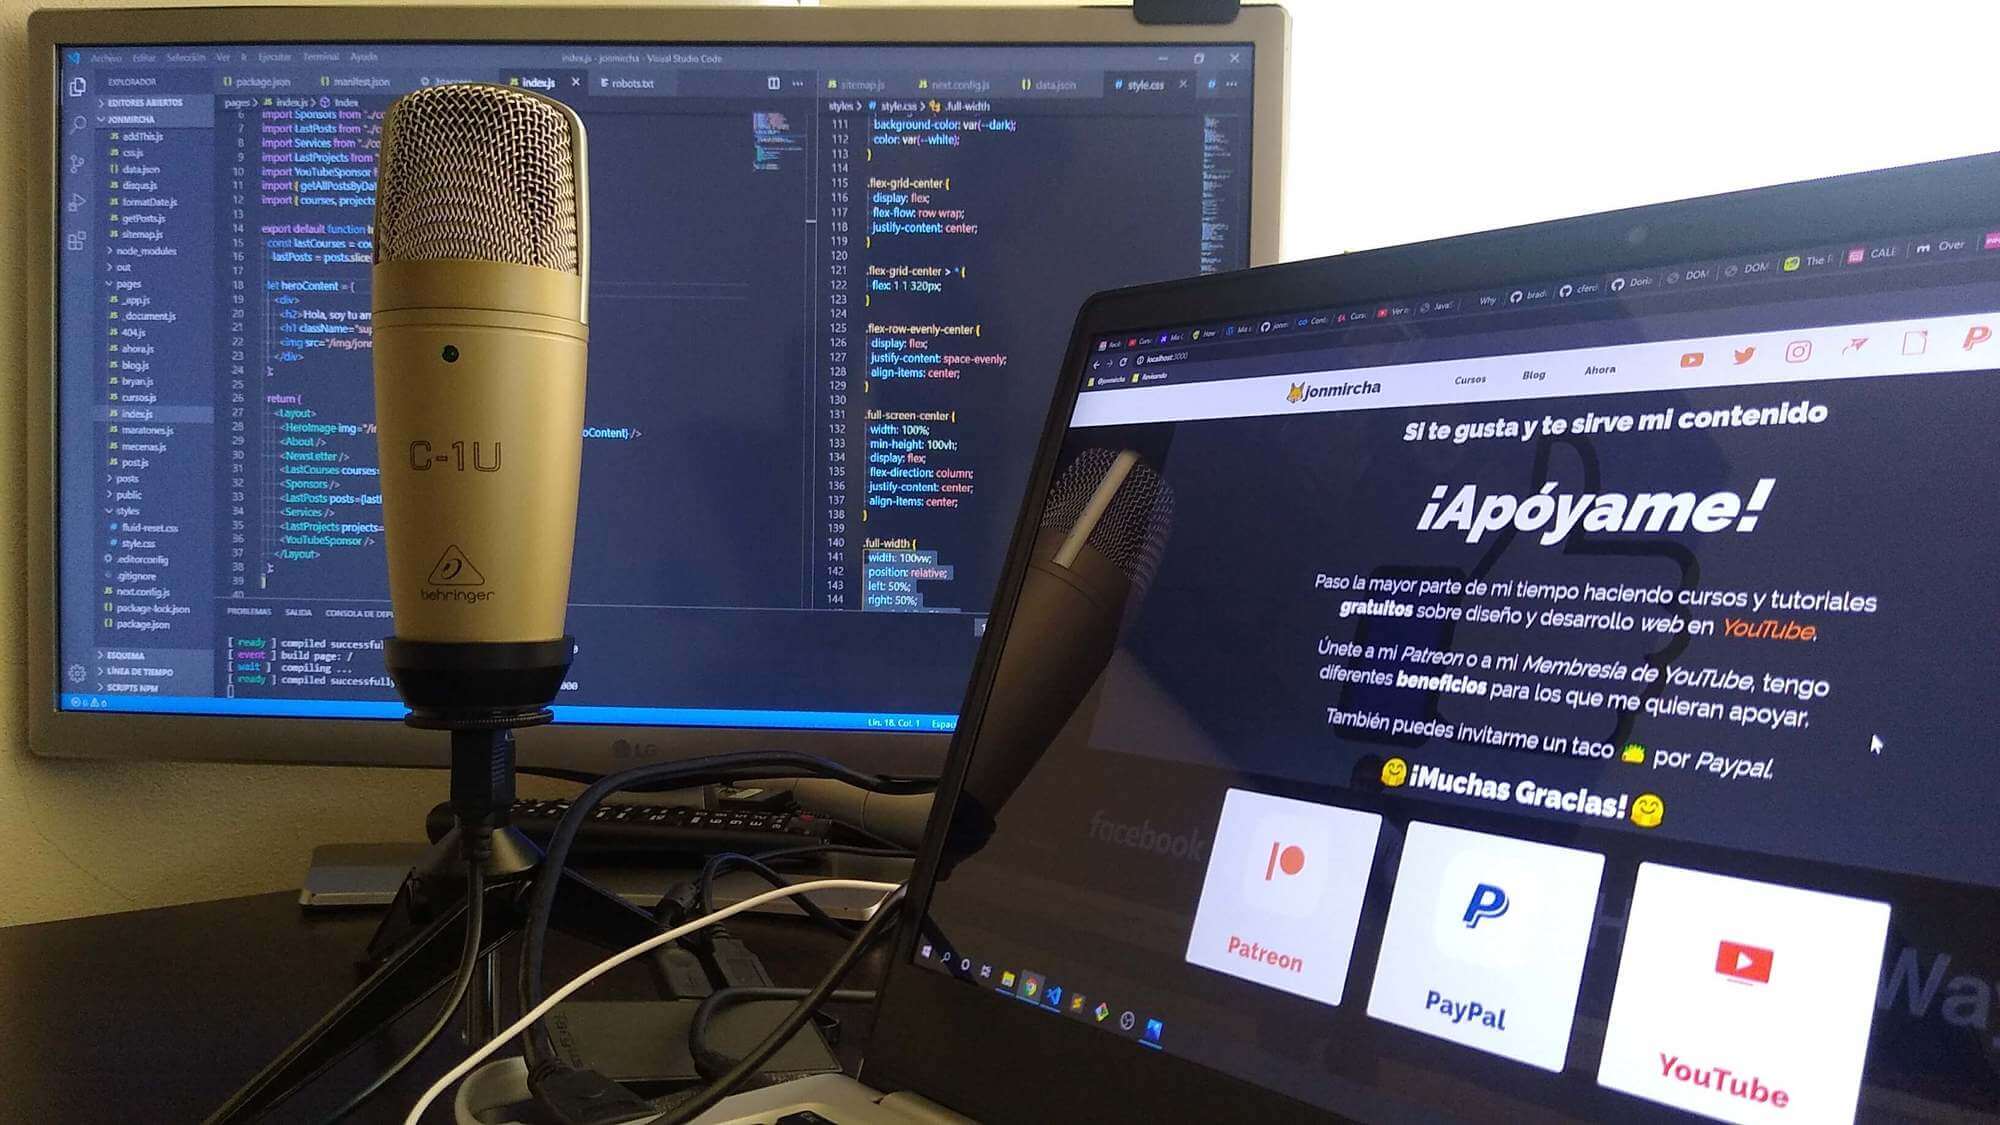 Archivo Editar Selección Ver Ir Ejecutar Terminal Ayuda
index.js - jonmircha - Visual Studio Code
EXPLORADOR
EDITORES ABIERTOS
JONMIRCHA
addThis.js
css.js
data.json
disqus.js
formatDate.js
getPosts.js
sitemap.js
node_modules
out
pages
_app.js
_document.js
404.js
ahora.js
blog.js
bryan.js
cursos.js
index.js
maratones.js
mecenas.js
post.js
posts
public
styles
fluid-reset.css
style.css
.editorconfig
.gitignore
next.config.js
package-lock.json
package.json
ESQUEMA
LÍNEA DE TIEMPO
SCRIPTS NPM
package.json manifest.json .htaccess index.js robots.txt
pages > index.js > Index
6 import Sponsors from "../co
7 import LastPosts from "../c
8 import Services from "../co
9 import LastProjects from "
10 import YouTubeSponsor
11 import { getAllPostsByDa
12 import { courses, projects
13
14 export default function I
15 const lastCourses = cou
16 lastPosts = posts.slice(
17
18 let heroContent = (
19 <div>
20 <h2>Hola, soy tu am
21 <h1 className="sup
22 <img src="/img/jonr
23 </div>
24 );
25
26 return (
27 <Layout>
28 <HeroImage img="/i oContent} />
29 <About />
30 <NewsLetter />
31 <LastCourses courses=
32 <Sponsors />
33 <LastPosts posts={last
34 <Services />
35 <LastProjects projects=
36 <YouTubeSponsor />
37 </Layout>
38 );
39 }
40
PROBLEMAS SALIDA CONSOLA DE DEP
[ ready ] compiled successful
[ event ] build page: /
[ wait ] compiling ...
[ ready ] compiled successfully
000
Lín. 18, Col. 1 Espac
sitemap.js next.config.js data.json style.css
styles > style.css > .full-width
111 background-color: var(--dark);
112 color: var(--white);
113 }
114
115 .flex-grid-center {
116 display: flex;
117 flex-flow: row wrap;
118 justify-content: center;
119 }
120
121 .flex-grid-center > * {
122 flex: 1 1 320px;
123 }
124
125 .flex-row-evenly-center {
126 display: flex;
127 justify-content: space-evenly;
128 align-items: center;
129 }
130
131 .full-screen-center {
132 width: 100%;
133 min-height: 100vh;
134 display: flex;
135 flex-direction: column;
136 justify-content: center;
137 align-items: center;
138 }
139
140 .full-width {
141 width: 100vw;
142 position: relative;
143 left: 50%;
144 right: 50%;
LG
C-1U
behringer
Why brad cferd Doria DOM DOM The F CALE Over
localhost:3000
@jonmircha Revisando
jonmircha Cursos Blog Ahora
Si te gusta y te sirve mi contenido
¡Apóyame!
Paso la mayor parte de mi tiempo haciendo cursos y tutoriales
gratuitos sobre diseño y desarrollo web en YouTube.
Únete a mi Patreon o a mi Membresía de YouTube, tengo
diferentes beneficios para los que me quieran apoyar.
También puedes invitarme un taco 🌮 por Paypal.
🤗¡Muchas Gracias!🤗
facebook
Patreon
PayPal
YouTube
Way